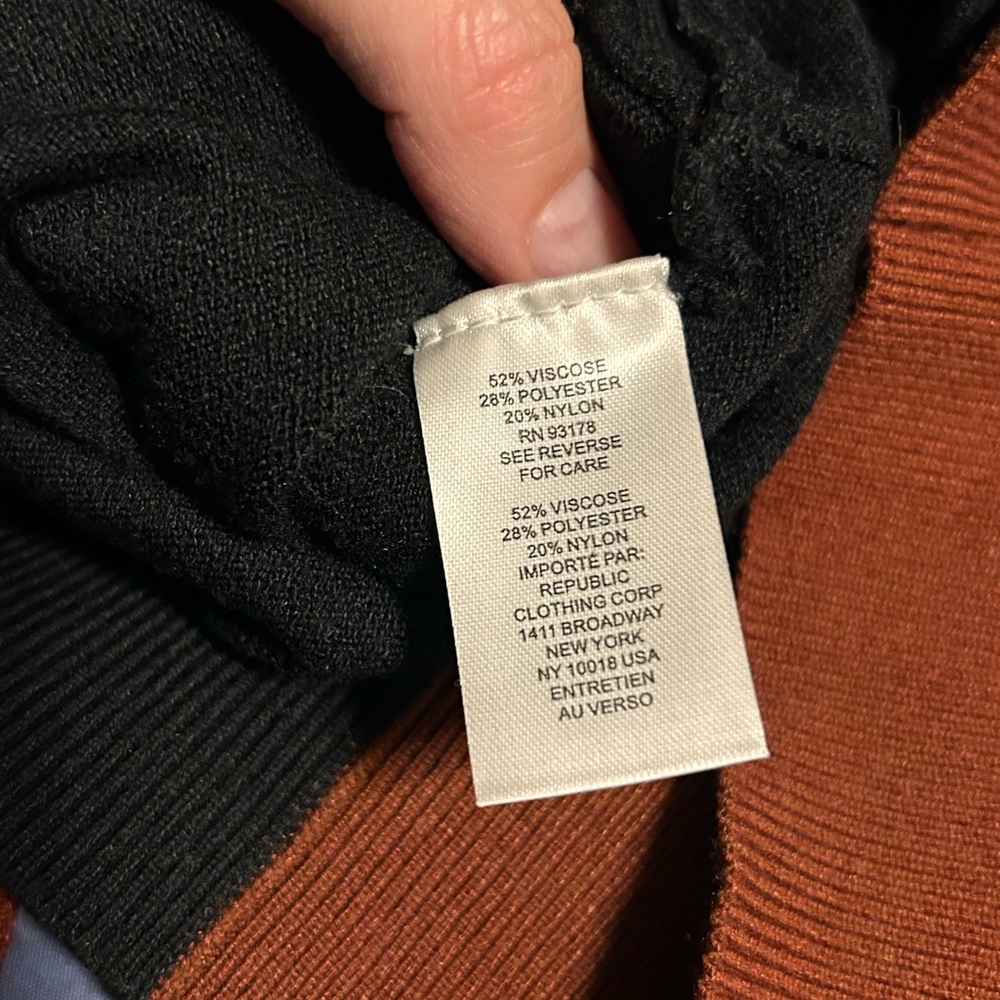 52% VISCOSE
28% POLYESTER
20% NYLON
RN 93178
SEE REVERSE
FOR CARE
52% VISCOSE
28% POLYESTER
20% NYLON
IMPORTÉ PAR:
REPUBLIC
CLOTHING CORP
1411 BROADWAY
NEW YORK
NY 10018 USA
ENTRETIEN
AU VERSO